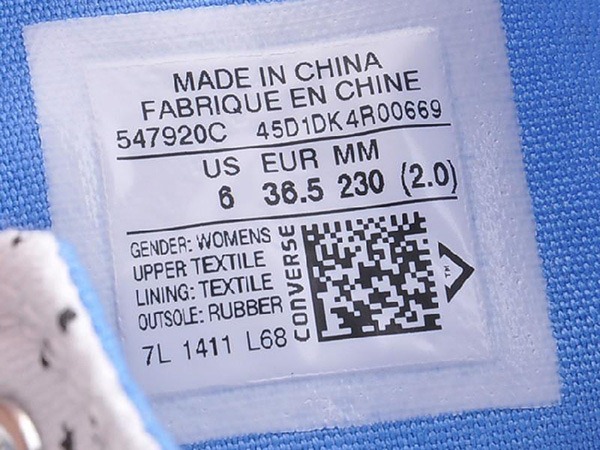 MADE IN CHINA
FABRIQUE EN CHINE
547920C 45D1DK4R00669
US EUR MM
6 36.5 230 (2.0)
GENDER: WOMENS
UPPER TEXTILE
LINING: TEXTILE
OUTSOLE: RUBBER
7L 1411 L68
CONVERSE
TM